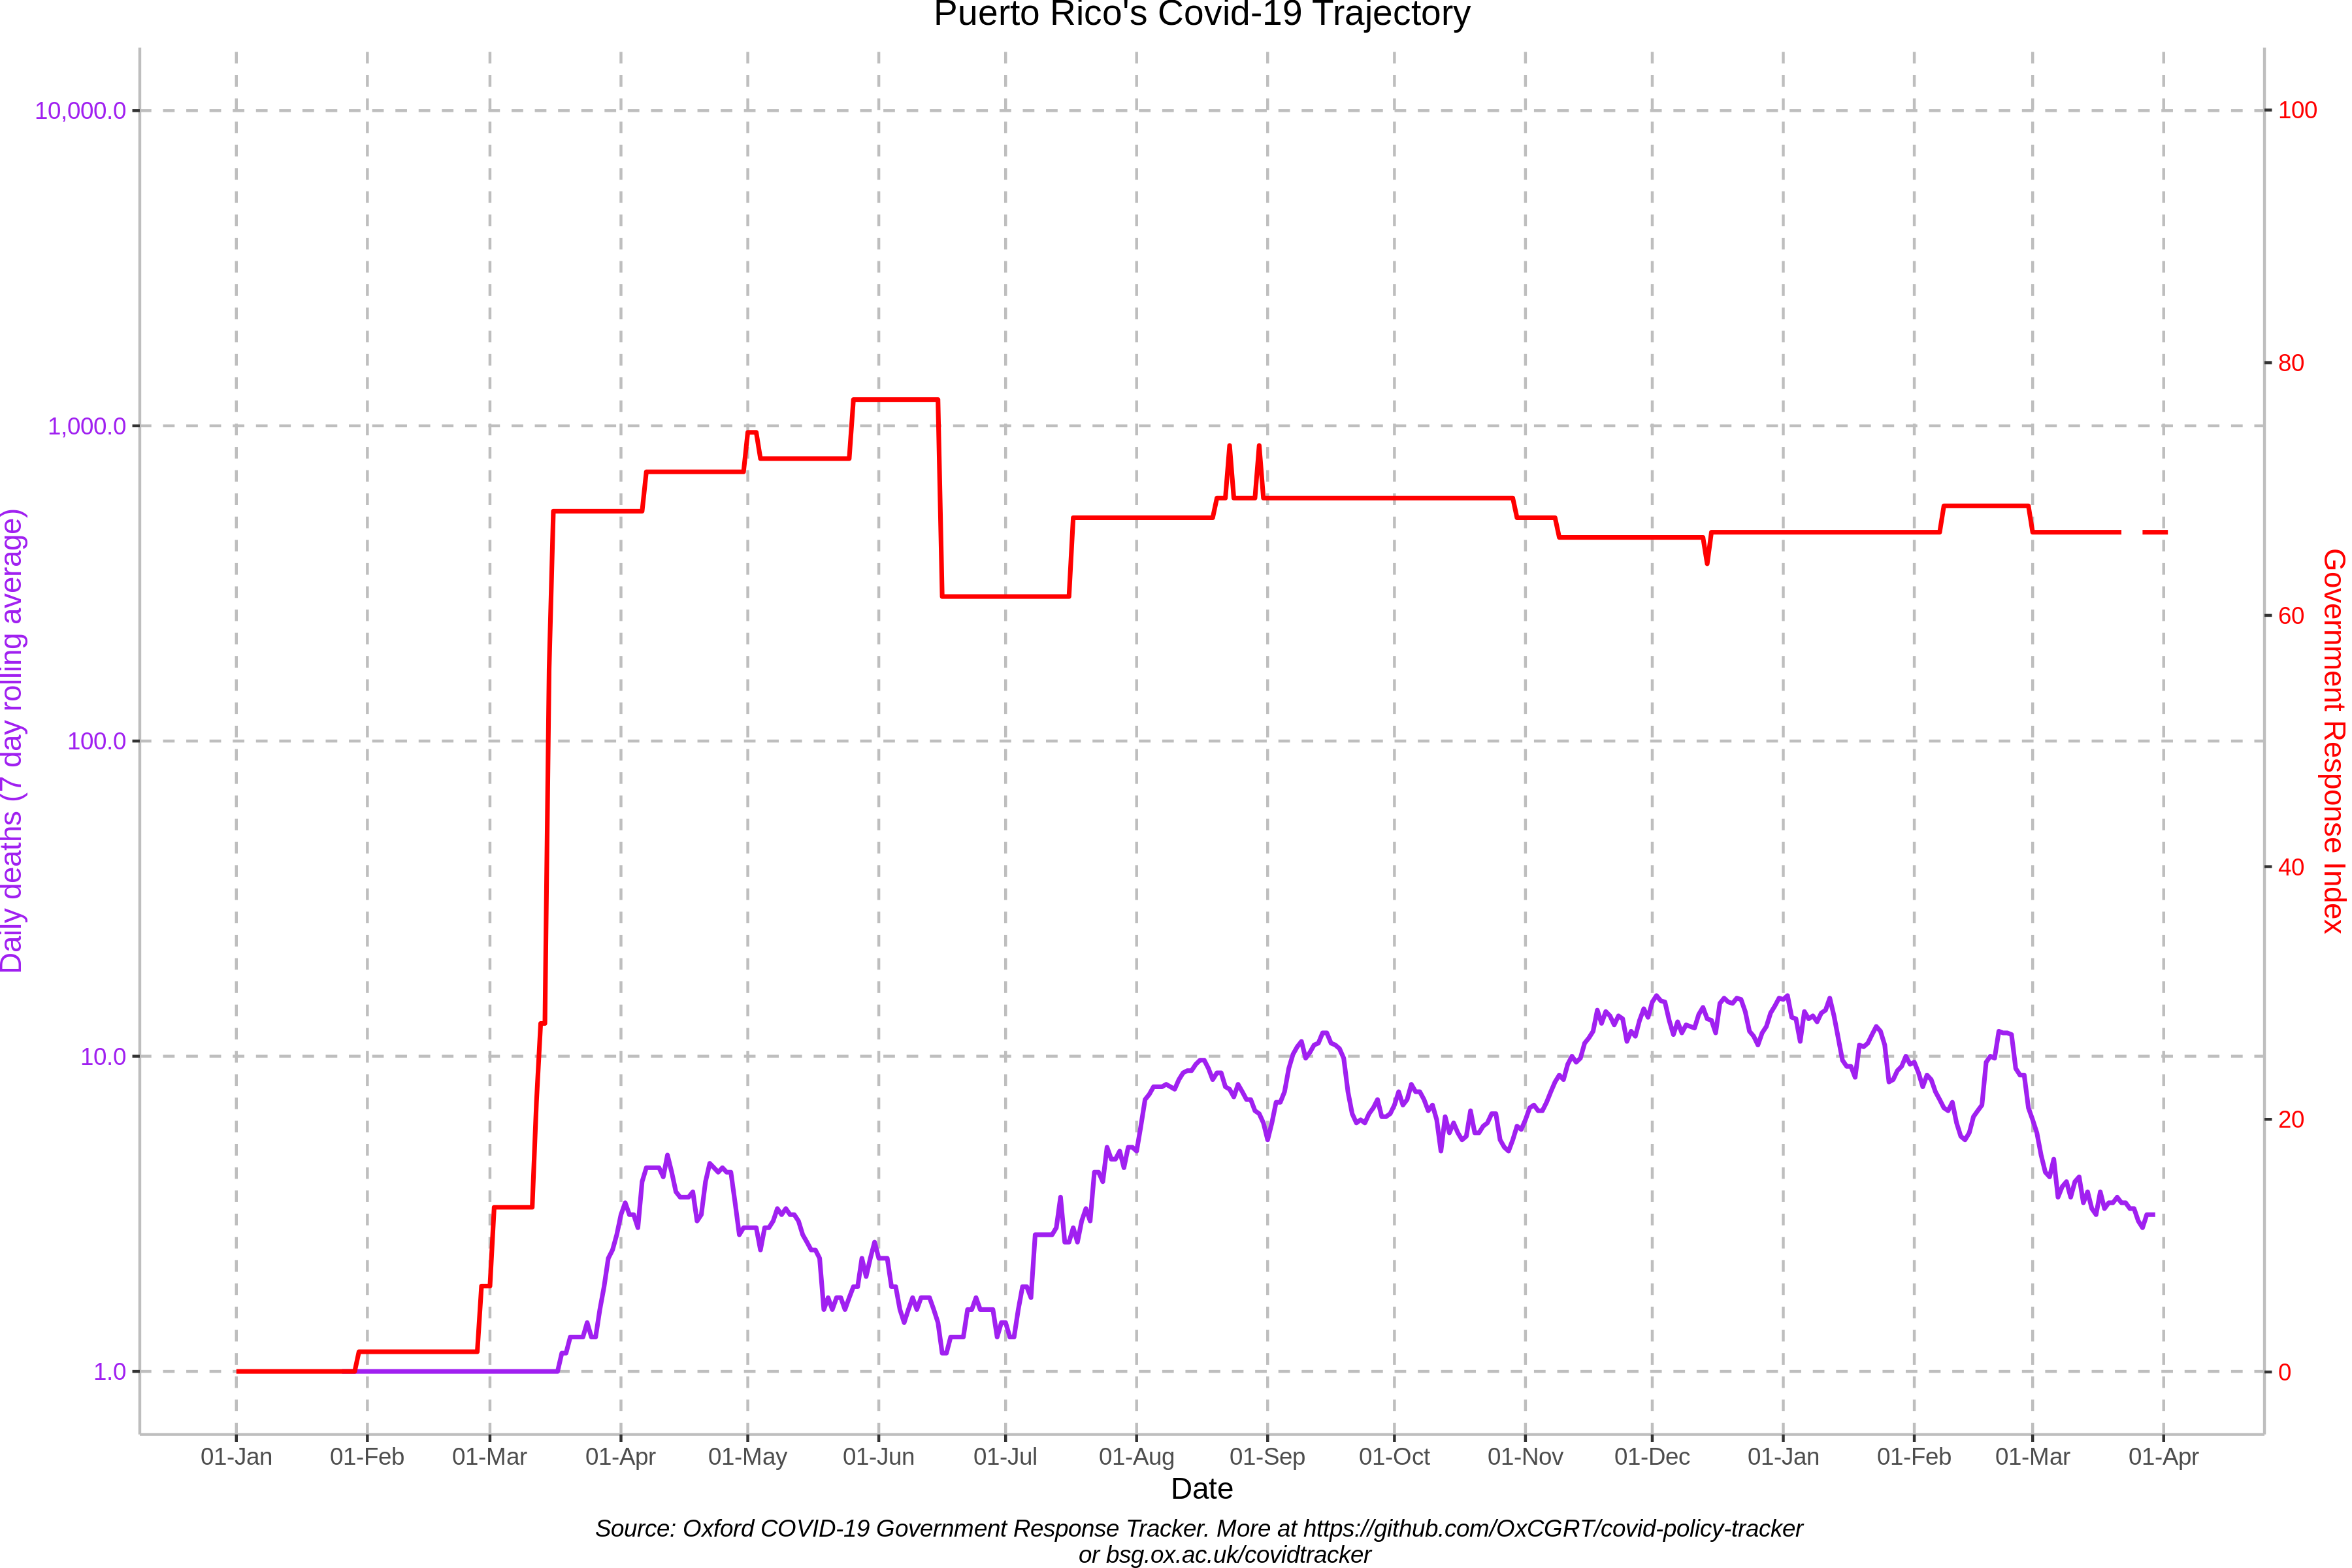 Puerto Rico's Covid-19 Trajectory
10,000.0
1,000.0
100.0
10.0
1.0
Daily deaths (7 day rolling average)
100
80
60
40
20
0
Government Response Index
01-Jan 01-Feb 01-Mar 01-Apr 01-May 01-Jun 01-Jul 01-Aug 01-Sep 01-Oct 01-Nov 01-Dec 01-Jan 01-Feb 01-Mar 01-Apr
Date
Source: Oxford COVID-19 Government Response Tracker. More at https://github.com/OxCGRT/covid-policy-tracker
or bsg.ox.ac.uk/covidtracker